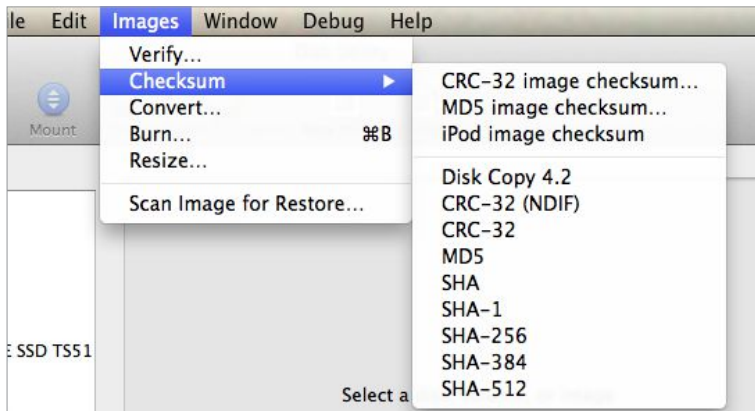 le Edit Images Window Debug Help
Verify...
Checksum
Convert...
Burn... ⌘B
Resize...
Scan Image for Restore...
CRC-32 image checksum...
MD5 image checksum...
iPod image checksum
Disk Copy 4.2
CRC-32 (NDIF)
CRC-32
MD5
SHA
SHA-1
SHA-256
SHA-384
SHA-512
Mount
E SSD TS51
Select a